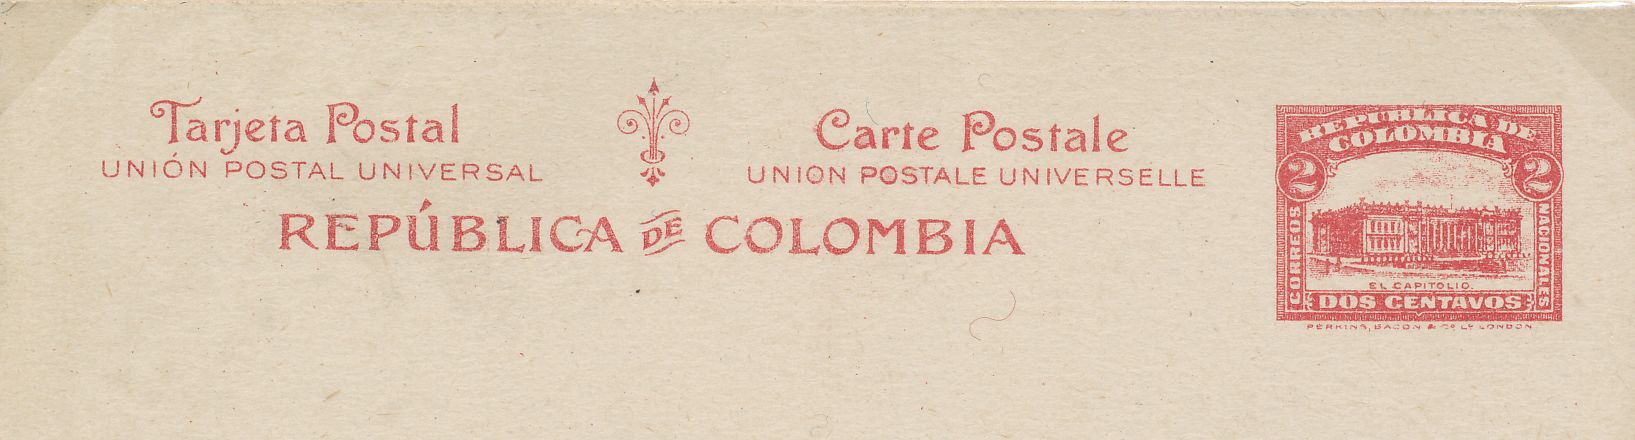 Tarjeta Postal
UNIÓN POSTAL UNIVERSAL
Carte Postale
UNION POSTALE UNIVERSELLE
REPÚBLICA DE COLOMBIA
REPUBLICA DE
COLOMBIA
2 2
CORREOS
NACIONALES
EL CAPITOLIO.
DOS CENTAVOS
PERKINS, BACON & Cº Lº LONDON